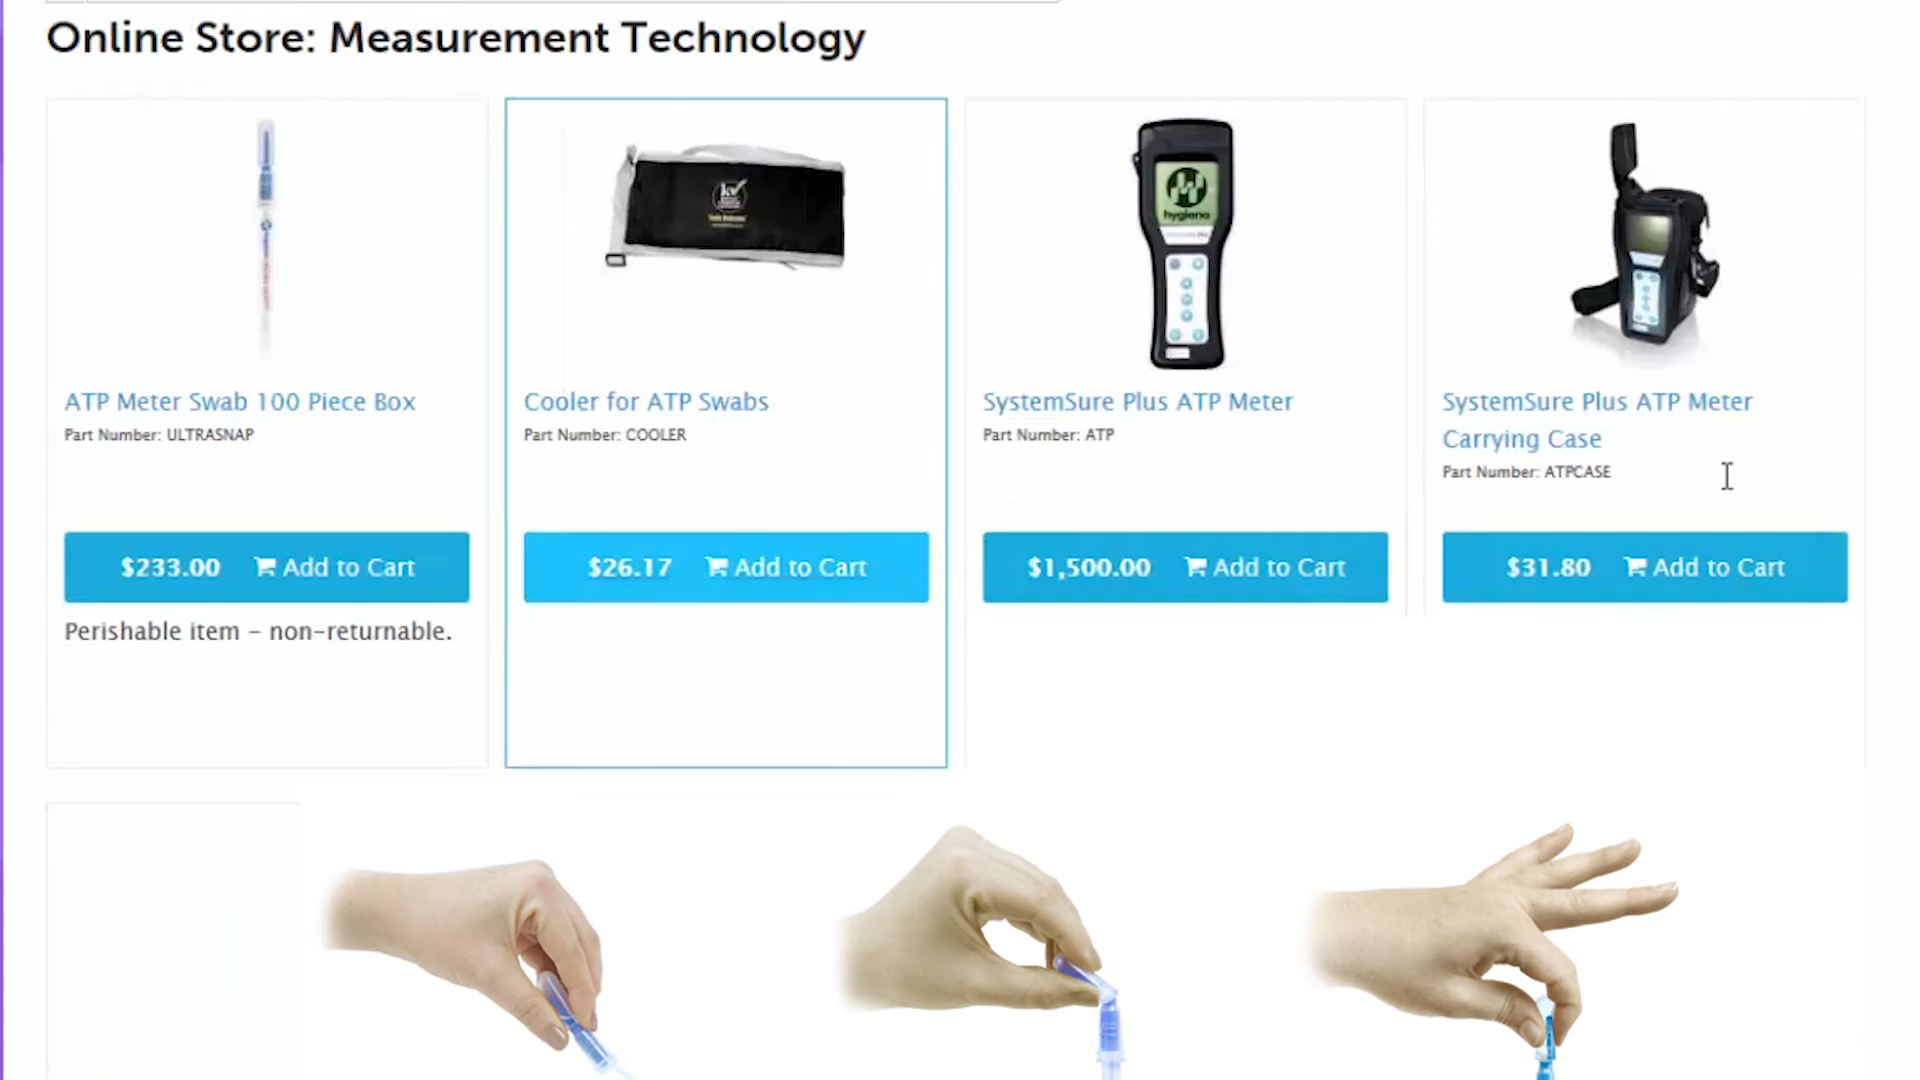 Online Store: Measurement Technology
hygiena
ATP Meter Swab 100 Piece Box
Part Number: ULTRASNAP
$233.00 Add to Cart
Perishable item – non-returnable.
Cooler for ATP Swabs
Part Number: COOLER
$26.17 Add to Cart
SystemSure Plus ATP Meter
Part Number: ATP
$1,500.00 Add to Cart
SystemSure Plus ATP Meter
Carrying Case
Part Number: ATPCASE
$31.80 Add to Cart